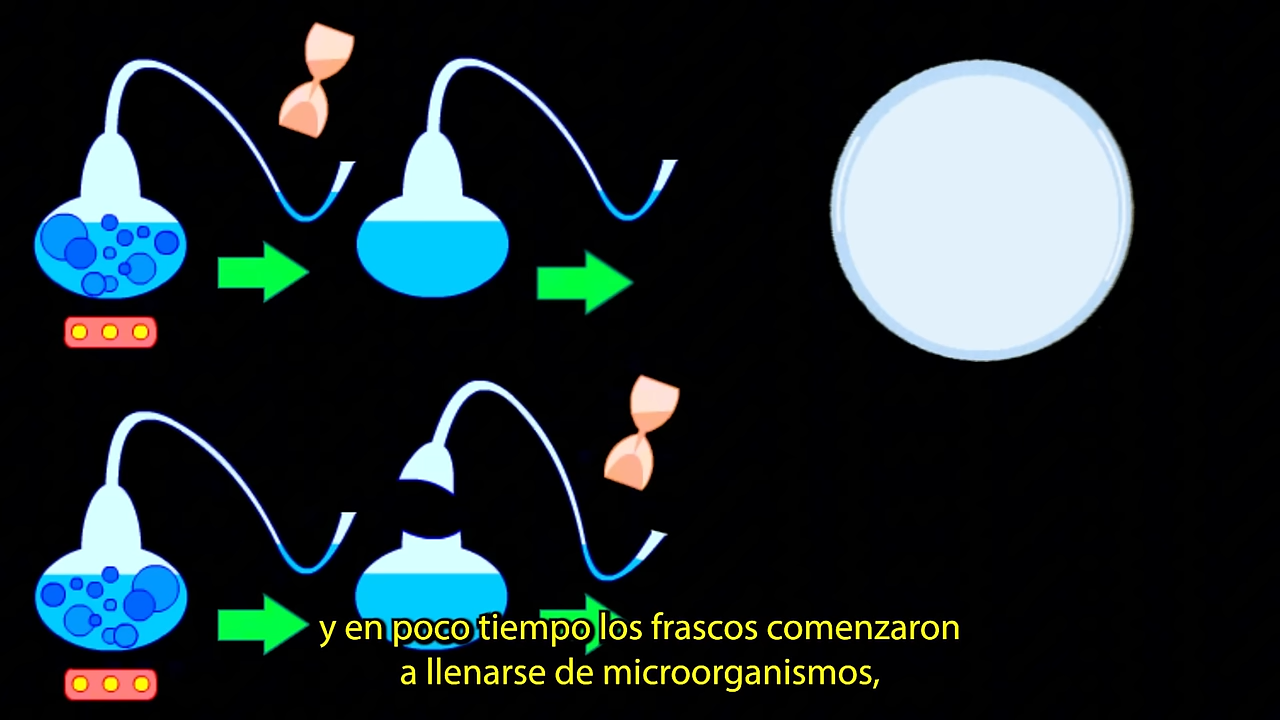 y en poco tiempo los frascos comenzaron
a llenarse de microorganismos,